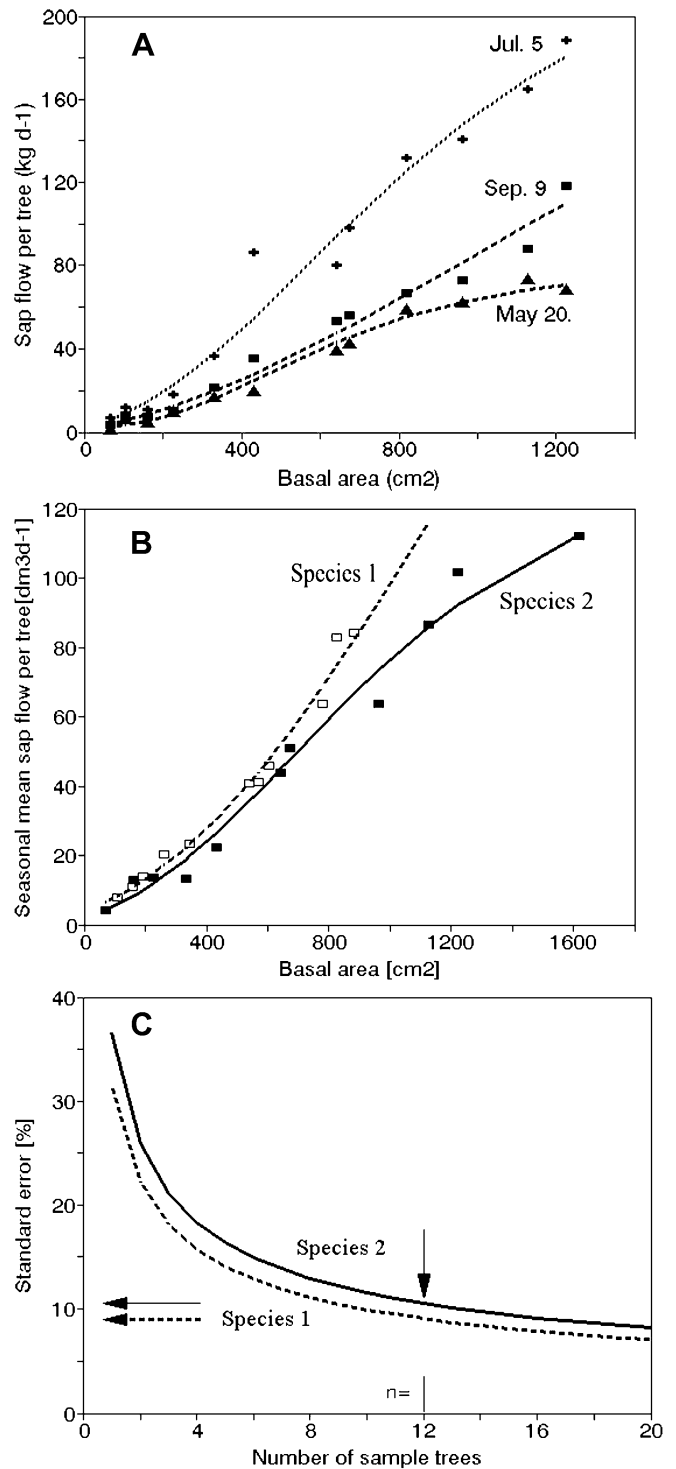 A
Jul. 5
Sep. 9
May 20.
Sap flow per tree (kg d-1)
200
160
120
80
40
0
0 400 800 1200
Basal area (cm2)
B
Species 1
Species 2
Seasonal mean sap flow per tree[dm3d-1]
120
100
80
60
40
20
0
0 400 800 1200 1600
Basal area [cm2]
C
Species 2
Species 1
n=
Standard error [%]
40
30
20
10
0
0 4 8 12 16 20
Number of sample trees